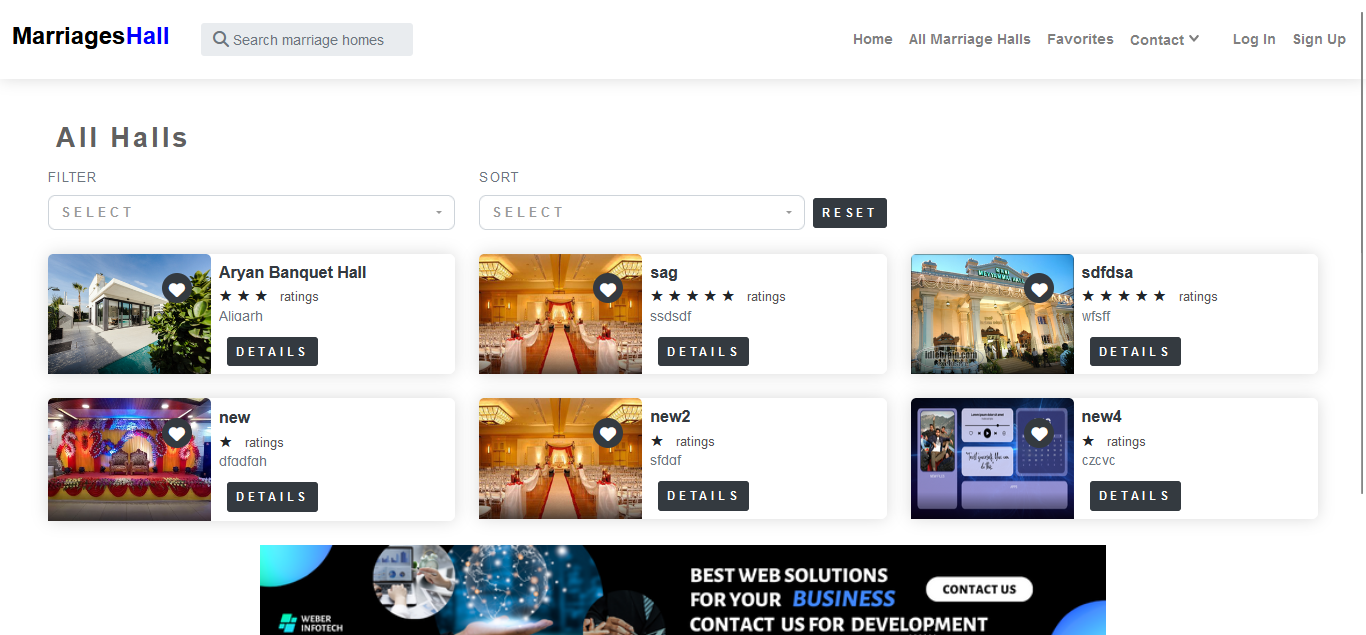 MarriagesHall
Search marriage homes
Home All Marriage Halls Favorites Contact Log In Sign Up
All Halls
FILTER
SORT
SELECT
SELECT
RESET
Aryan Banquet Hall
ratings
Aligarh
DETAILS
sag
ratings
ssdsdf
DETAILS
sdfdsa
ratings
wfsff
DETAILS
idlebrain.com
new
ratings
dfadfah
DETAILS
new2
ratings
sfdgf
DETAILS
new4
ratings
czcvc
DETAILS
BEST WEB SOLUTIONS
FOR YOUR BUSINESS
CONTACT US FOR DEVELOPMENT
CONTACT US
WEBER
INFOTECH